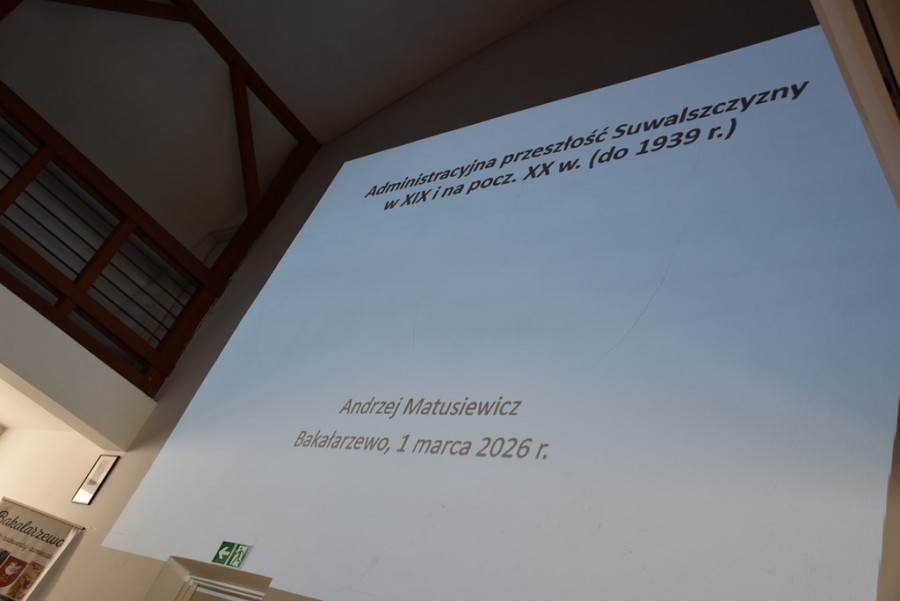 Administracyjna przeszłość Suwalszczyzny
w XIX i na pocz. XX w. (do 1939 r.)
Andrzej Matusiewicz
Bakałarzewo, 1 marca 2026 r.
Bakałarzewo